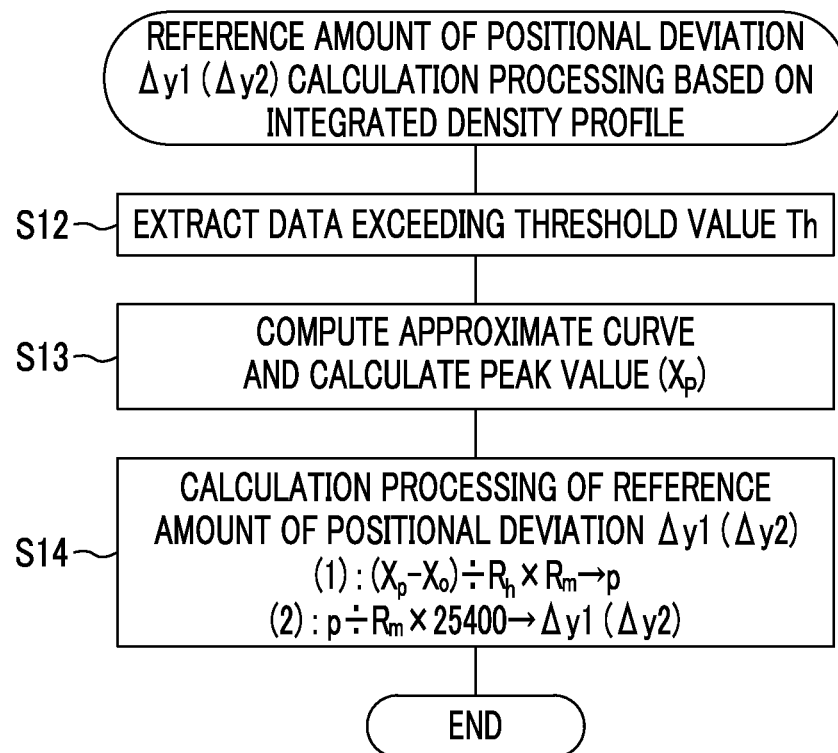 REFERENCE AMOUNT OF POSITIONAL DEVIATION
Δy1 (Δy2) CALCULATION PROCESSING BASED ON
INTEGRATED DENSITY PROFILE
S12 EXTRACT DATA EXCEEDING THRESHOLD VALUE Th
S13 COMPUTE APPROXIMATE CURVE
AND CALCULATE PEAK VALUE (Xₚ)
CALCULATION PROCESSING OF REFERENCE
AMOUNT OF POSITIONAL DEVIATION Δy1 (Δy2)
S14
(1) : (Xₚ-Xₒ)÷Rₕ×Rₘ→p
(2) : p÷Rₘ×25400→Δy1 (Δy2)
END